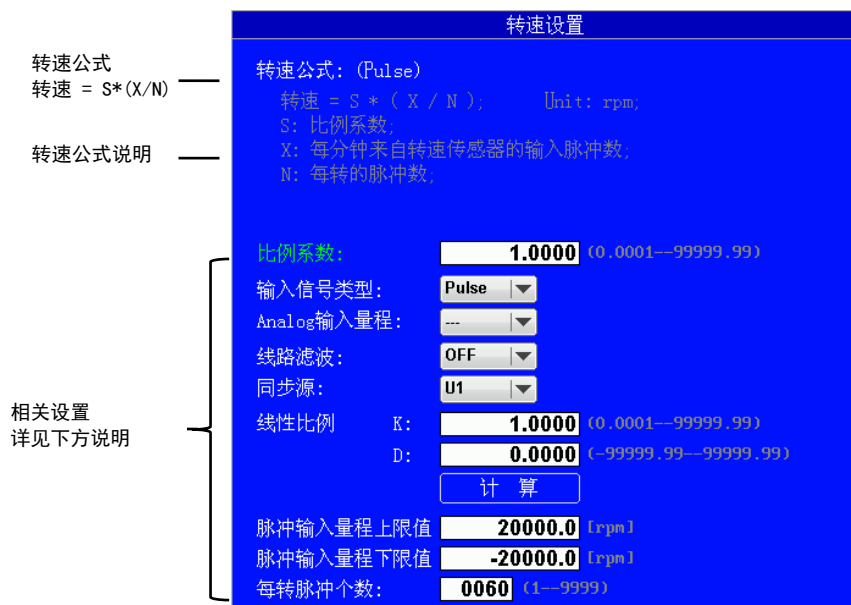 转速设置
转速公式
转速 = S*(X/N)
转速公式: (Pulse)
转速 = S * ( X / N ); Unit: rpm;
S: 比例系数;
转速公式说明
X: 每分钟来自转速传感器的输入脉冲数;
N: 每转的脉冲数;
比例系数: 1.0000 (0.0001--99999.99)
输入信号类型: Pulse
Analog输入量程: ---
线路滤波: OFF
同步源: U1
相关设置
详见下方说明
线性比例 K: 1.0000 (0.0001--99999.99)
D: 0.0000 (-99999.99--99999.99)
计 算
脉冲输入量程上限值 20000.0 [rpm]
脉冲输入量程下限值 -20000.0 [rpm]
每转脉冲个数: 0060 (1--9999)